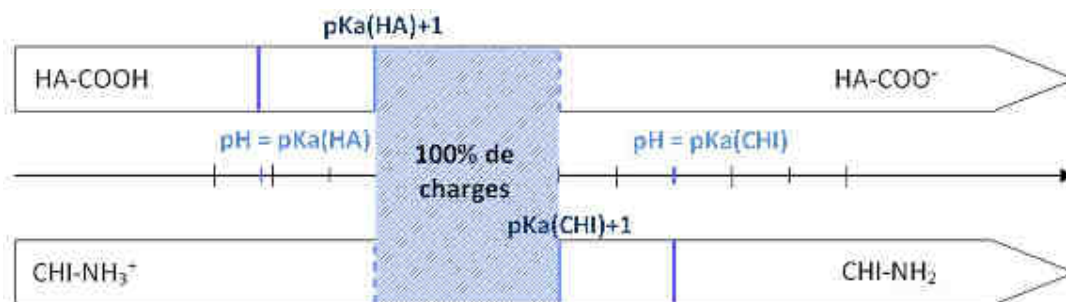 pKa(HA)+1
HA-COOH
HA-COO⁻
pH = pKa(HA)
pH = pKa(CHI)
100% de
charges
pKa(CHI)+1
CHI-NH₃⁺
CHI-NH₂